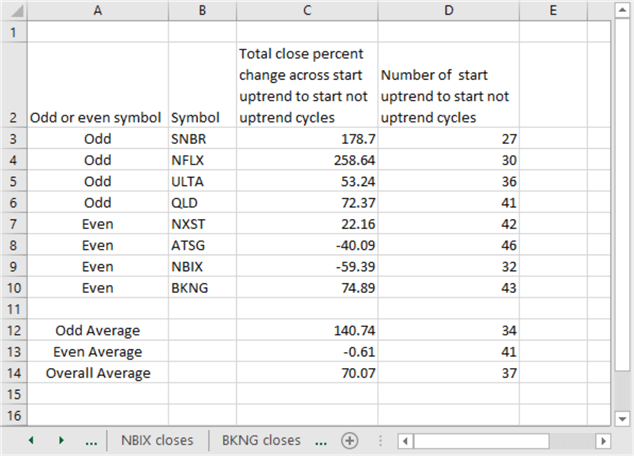 A B C D E
1
2 Odd or even symbol Symbol Total close percent change across start uptrend to start not uptrend cycles Number of start uptrend to start not uptrend cycles
3 Odd SNBR 178.7 27
4 Odd NFLX 258.64 30
5 Odd ULTA 53.24 36
6 Odd QLD 72.37 41
7 Even NXST 22.16 42
8 Even ATSG -40.09 46
9 Even NBIX -59.39 32
10 Even BKNG 74.89 43
11
12 Odd Average 140.74 34
13 Even Average -0.61 41
14 Overall Average 70.07 37
15
16
... NBIX closes BKNG closes ...